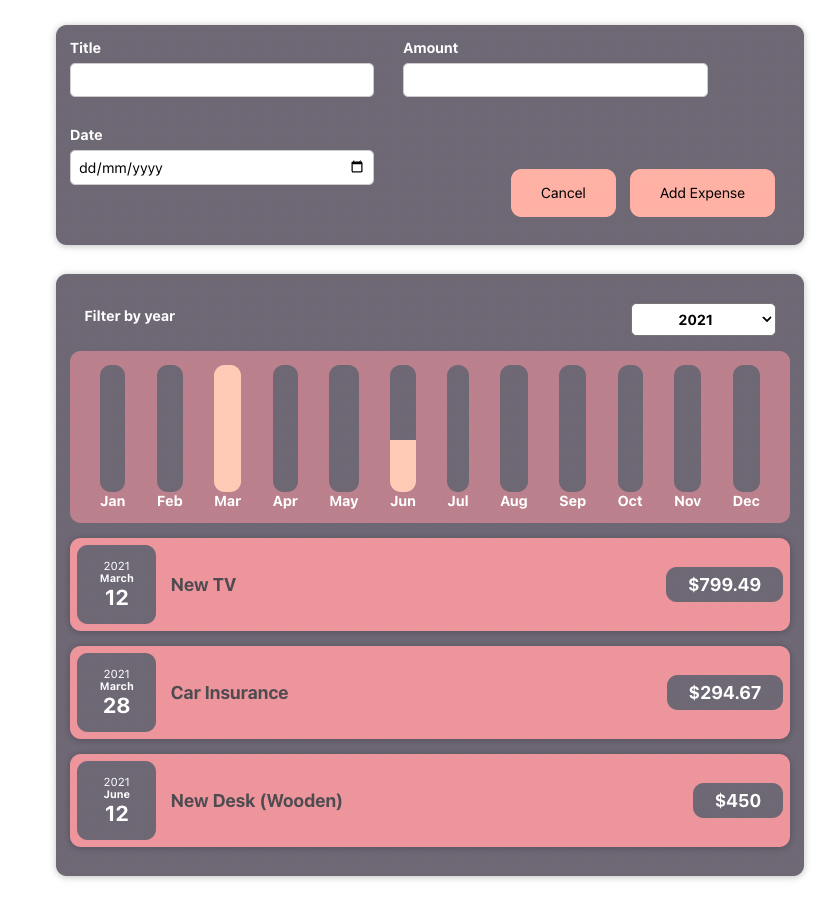 Title Amount
Date
dd/mm/yyyy
Cancel Add Expense
Filter by year 2021
Jan Feb Mar Apr May Jun Jul Aug Sep Oct Nov Dec
2021
March
12
New TV
$799.49
2021
March
28
Car Insurance
$294.67
2021
June
12
New Desk (Wooden)
$450